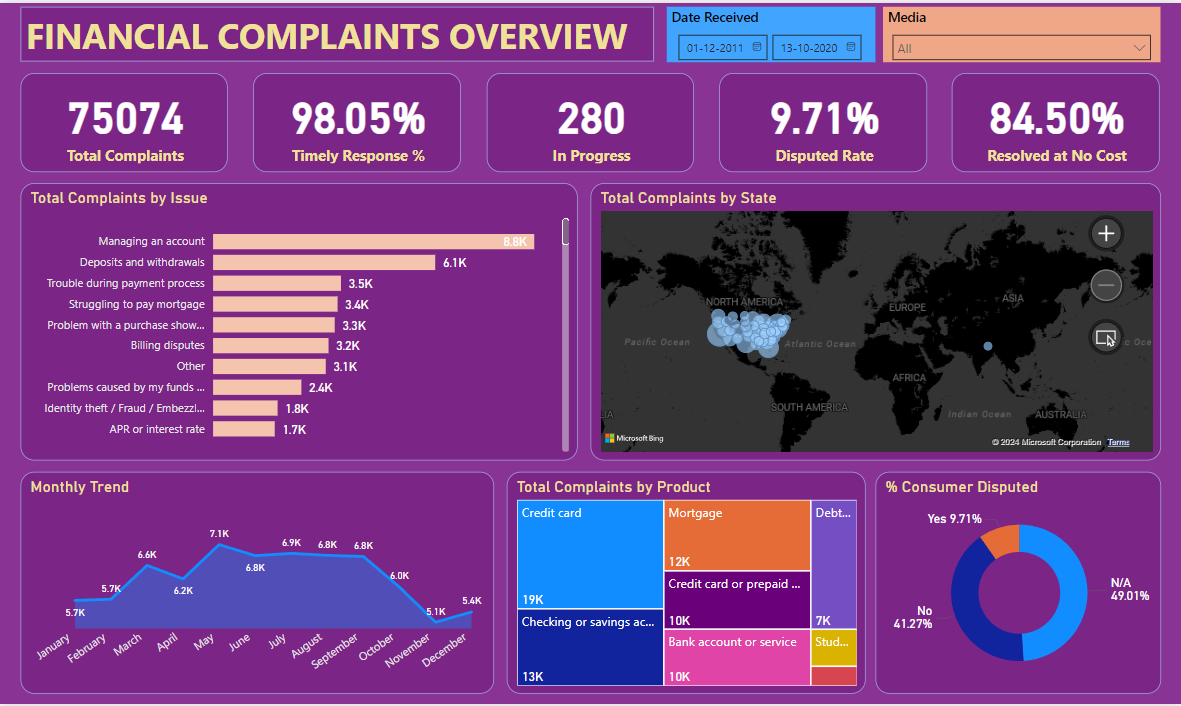 FINANCIAL COMPLAINTS OVERVIEW
Date Received
01-12-2011
13-10-2020
Media
All
75074
Total Complaints
98.05%
Timely Response %
280
In Progress
9.71%
Disputed Rate
84.50%
Resolved at No Cost
Total Complaints by Issue
Managing an account 8.8K
Deposits and withdrawals 6.1K
Trouble during payment process 3.5K
Struggling to pay mortgage 3.4K
Problem with a purchase show... 3.3K
Billing disputes 3.2K
Other 3.1K
Problems caused by my funds ... 2.4K
Identity theft / Fraud / Embezzl... 1.8K
APR or interest rate 1.7K
Total Complaints by State
NORTH AMERICA
EUROPE
ASIA
Pacific Ocean
Atlantic Ocean
c Oce
AFRICA
SOUTH AMERICA
Indian Ocean
AUSTRALIA
LIA
Microsoft Bing
© 2024 Microsoft Corporation Terms
Monthly Trend
5.7K
5.7K
6.6K
6.2K
7.1K
6.8K
6.9K
6.8K
6.8K
6.0K
5.1K
5.4K
January
February
March
April
May
June
July
August
September
October
November
December
Total Complaints by Product
Credit card
19K
Checking or savings ac...
13K
Mortgage
12K
Credit card or prepaid ...
10K
Bank account or service
10K
Debt...
7K
Stud...
% Consumer Disputed
Yes 9.71%
N/A
49.01%
No
41.27%